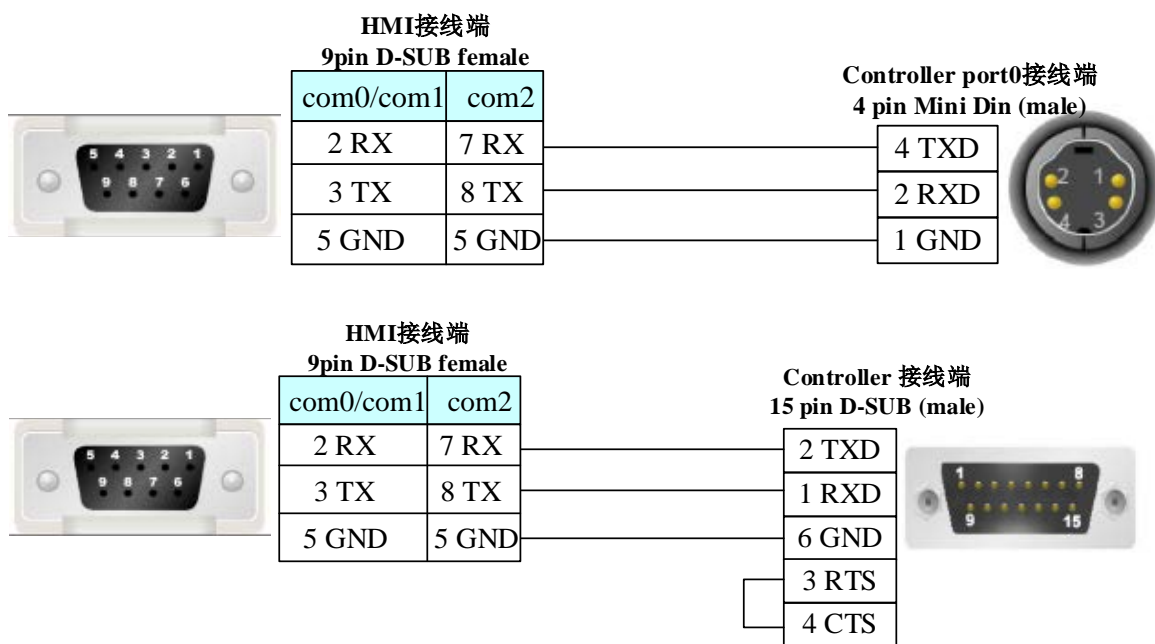 HMI接线端
9pin D-SUB female
com0/com1 com2
2 RX 7 RX
3 TX 8 TX
5 GND 5 GND
5 4 3 2 1
9 8 7 6
Controller port0接线端
4 pin Mini Din (male)
4 TXD
2 RXD
1 GND
2 1
4 3
HMI接线端
9pin D-SUB female
com0/com1 com2
2 RX 7 RX
3 TX 8 TX
5 GND 5 GND
5 4 3 2 1
9 8 7 6
Controller 接线端
15 pin D-SUB (male)
2 TXD
1 RXD
6 GND
3 RTS
4 CTS
1 8
9 15